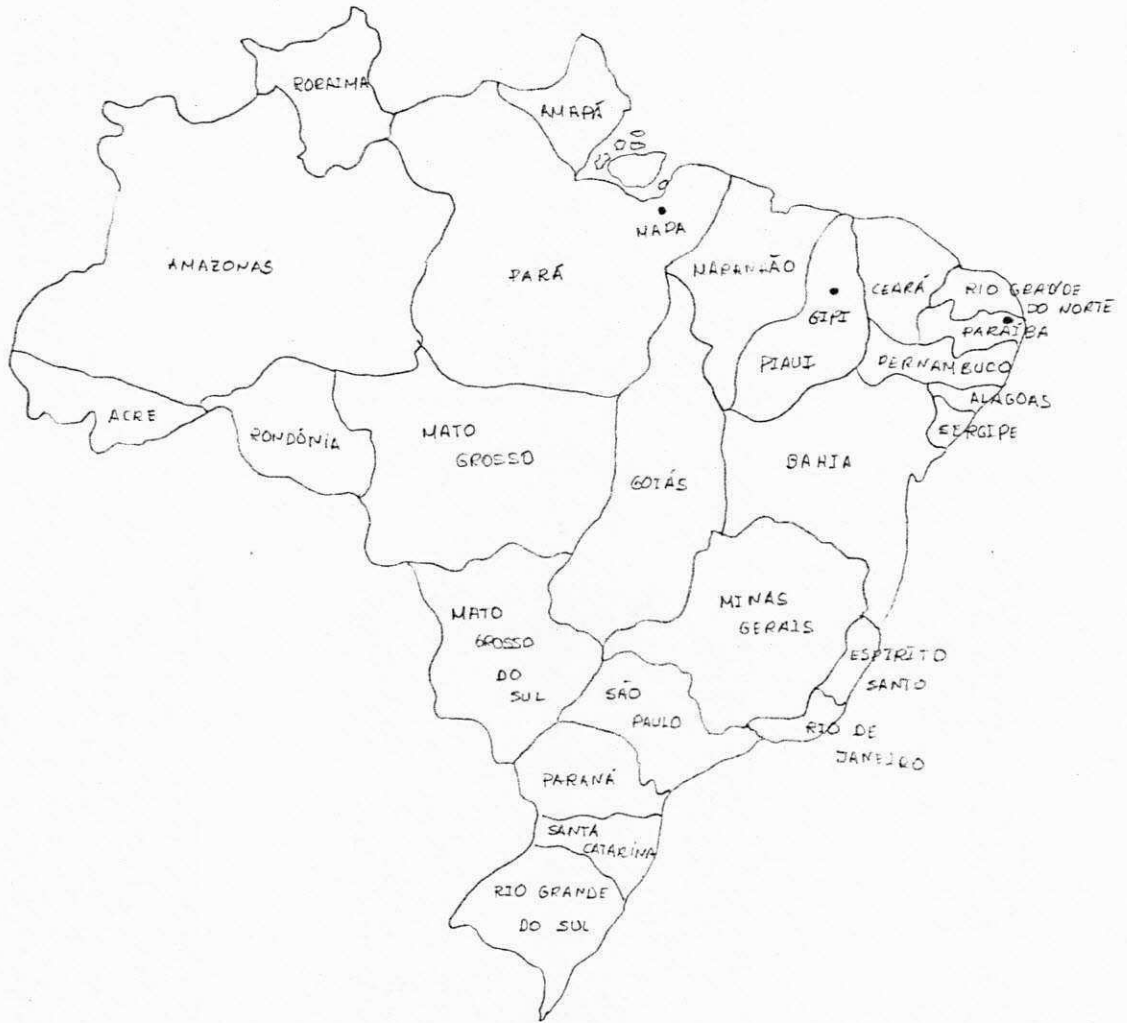 RORAIMA
AMAPÁ
MAPA
AMAZONAS
PARÁ
MARANHÃO
CEARÁ
RIO GRANDE
DO NORTE
GIPI
PARAÍBA
PIAUI
PERNAMBUCO
ALAGOAS
SERGIPE
ACRE
RONDÔNIA
MATO
GROSSO
GOIÁS
BAHIA
MATO
GROSSO
DO
SUL
MINAS
GERAIS
ESPIRITO
SANTO
SÃO
PAULO
RIO DE
JANEIRO
PARANÁ
SANTA
CATARINA
RIO GRANDE
DO SUL